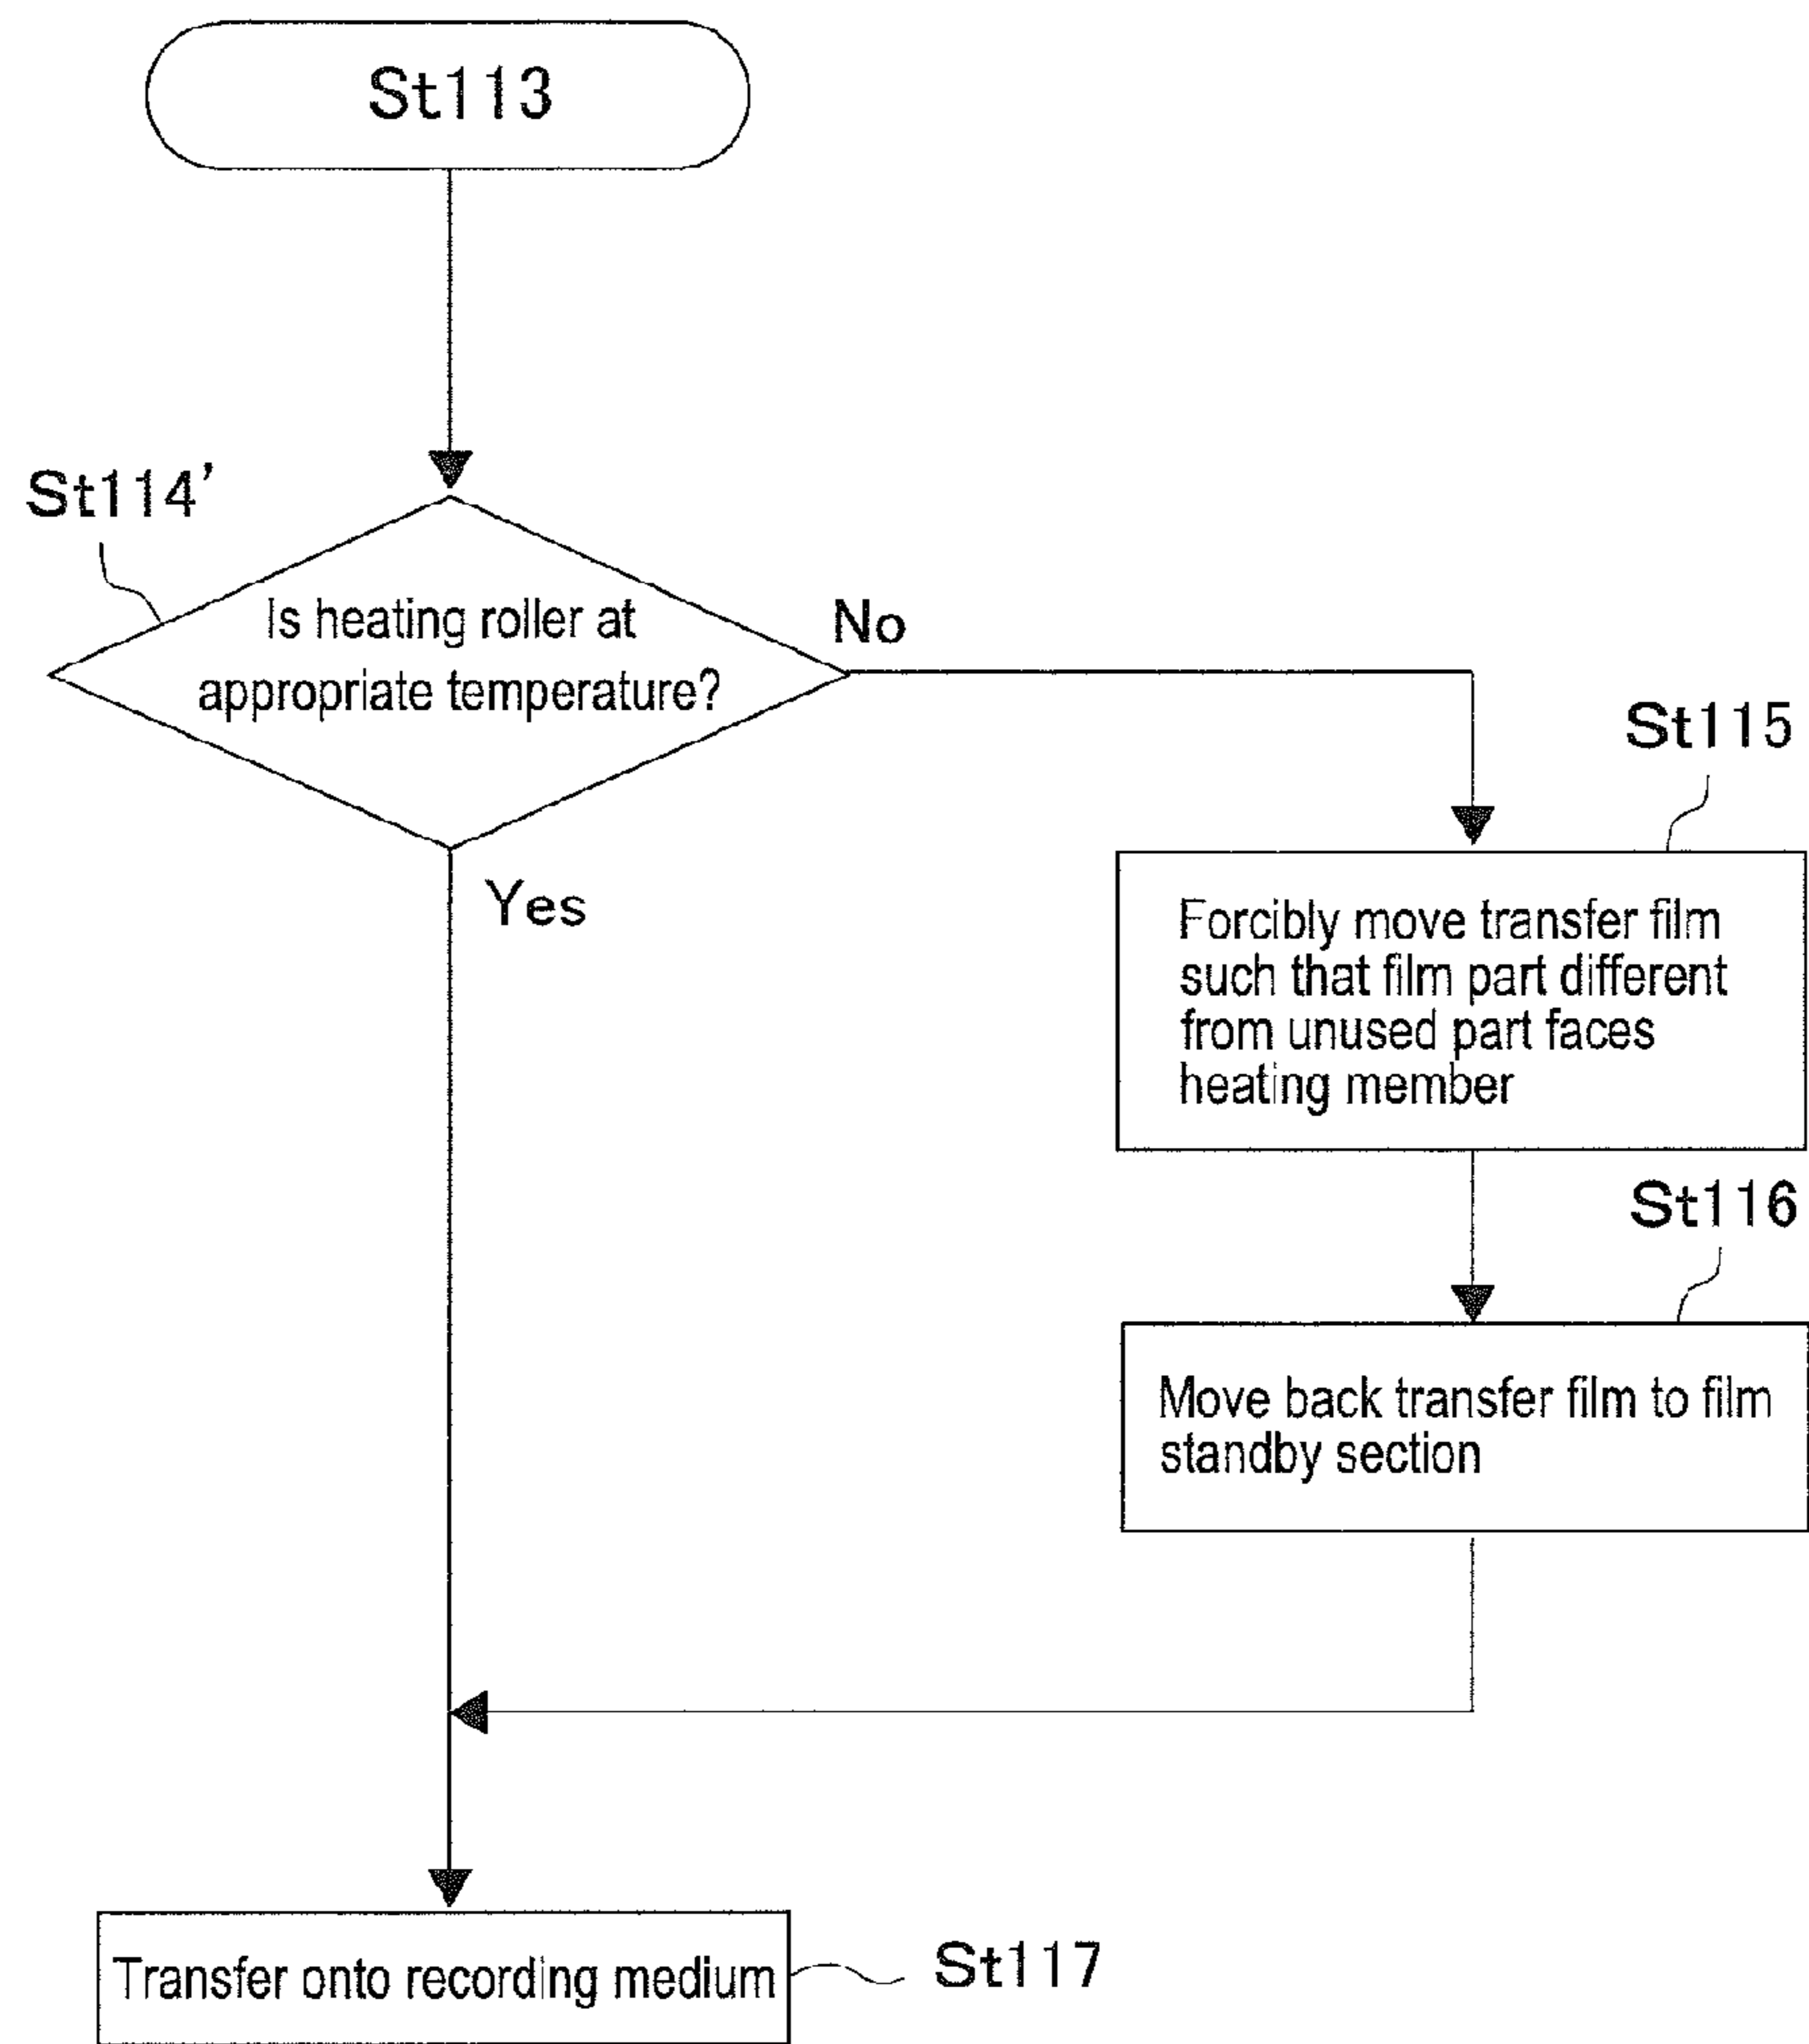 St113
St114'
Is heating roller at
appropriate temperature?
No
Yes
St115
Forcibly move transfer film
such that film part different
from unused part faces
heating member
St116
Move back transfer film to film
standby section
Transfer onto recording medium
St117